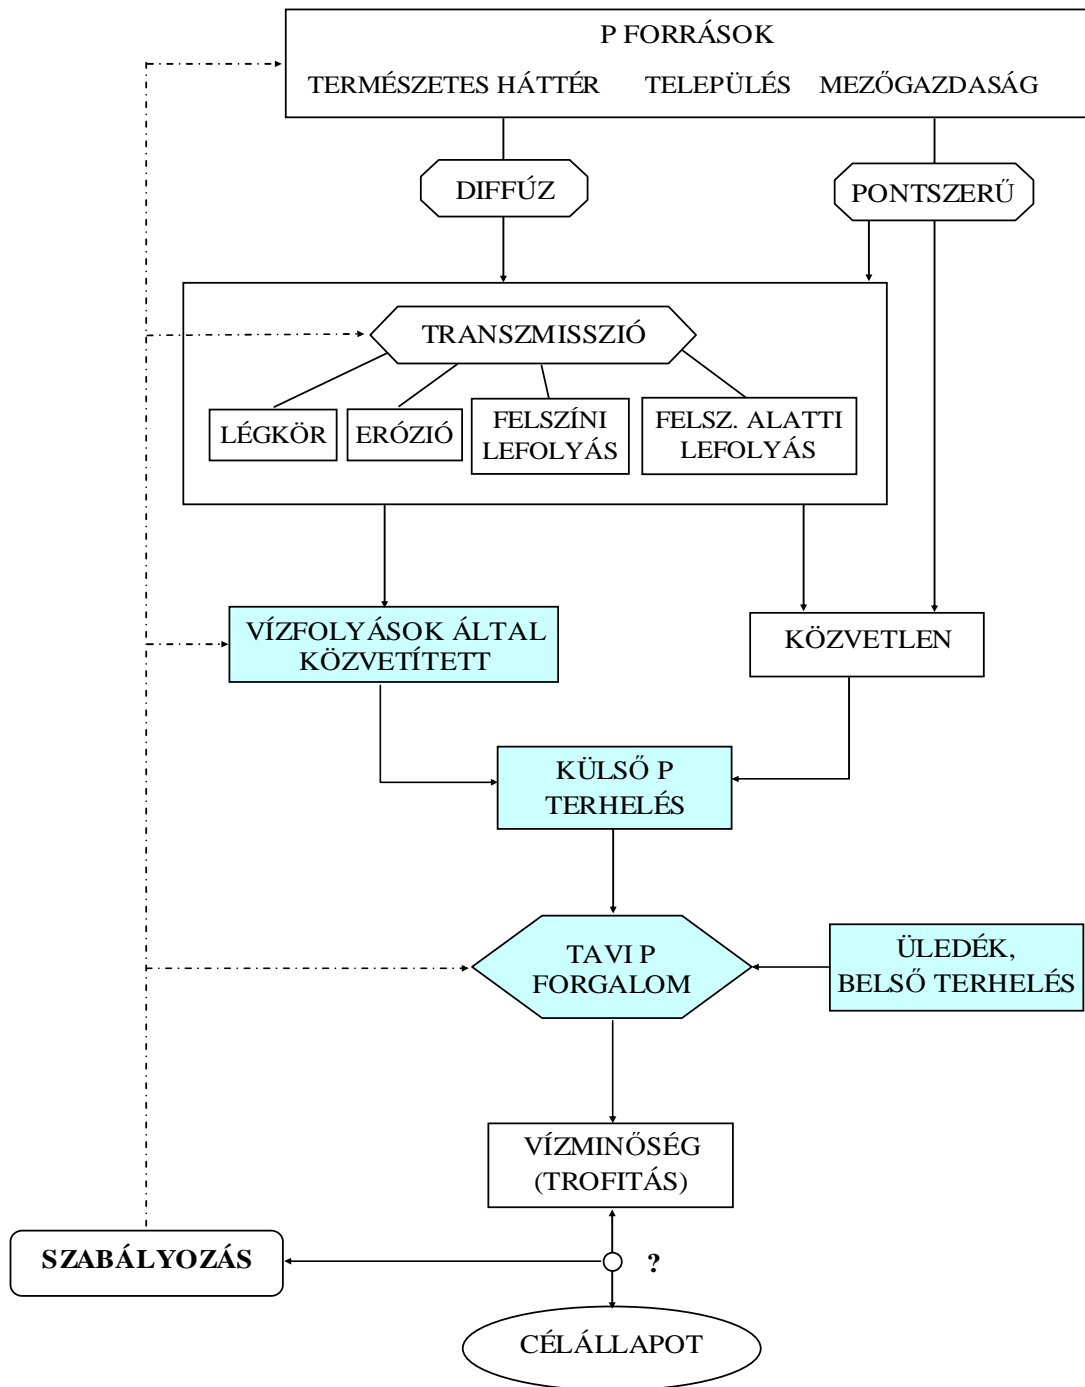 P FORRÁSOK
TERMÉSZETES HÁTTÉR TELEPÜLÉS MEZŐGAZDASÁG
DIFFÚZ
PONTSZERŰ
TRANSZMISSZIÓ
LÉGKÖR
ERÓZIÓ
FELSZÍNI
LEFOLYÁS
FELSZ. ALATTI
LEFOLYÁS
VÍZFOLYÁSOK ÁLTAL
KÖZVETÍTETT
KÖZVETLEN
KÜLSŐ P
TERHELÉS
TAVI P
FORGALOM
ÜLEDÉK,
BELSŐ TERHELÉS
VÍZMINŐSÉG
(TROFITÁS)
SZABÁLYOZÁS
?
CÉLÁLLAPOT